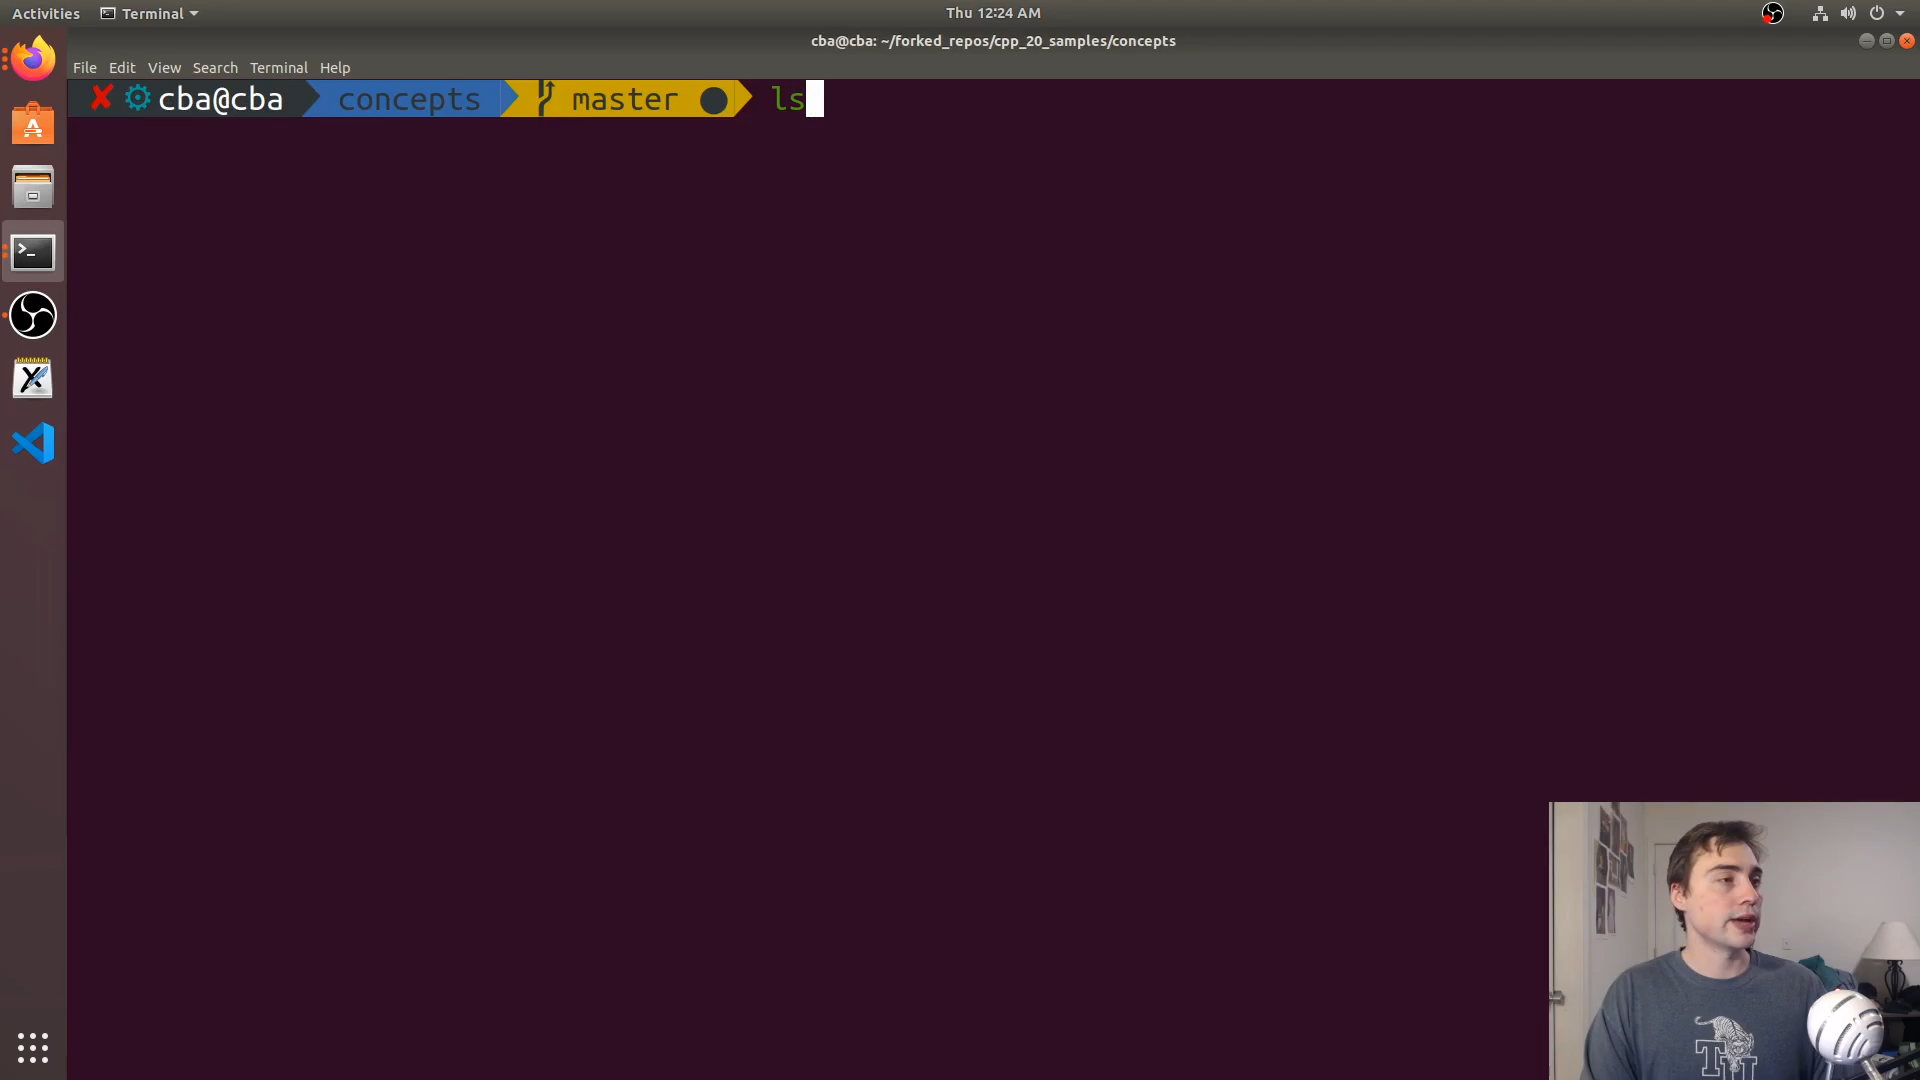 Activities
Terminal
Thu 12:24 AM
cba@cba: ~/forked_repos/cpp_20_samples/concepts
File Edit View Search Terminal Help
✘ ⚙ cba@cba concepts master ● ls
TU